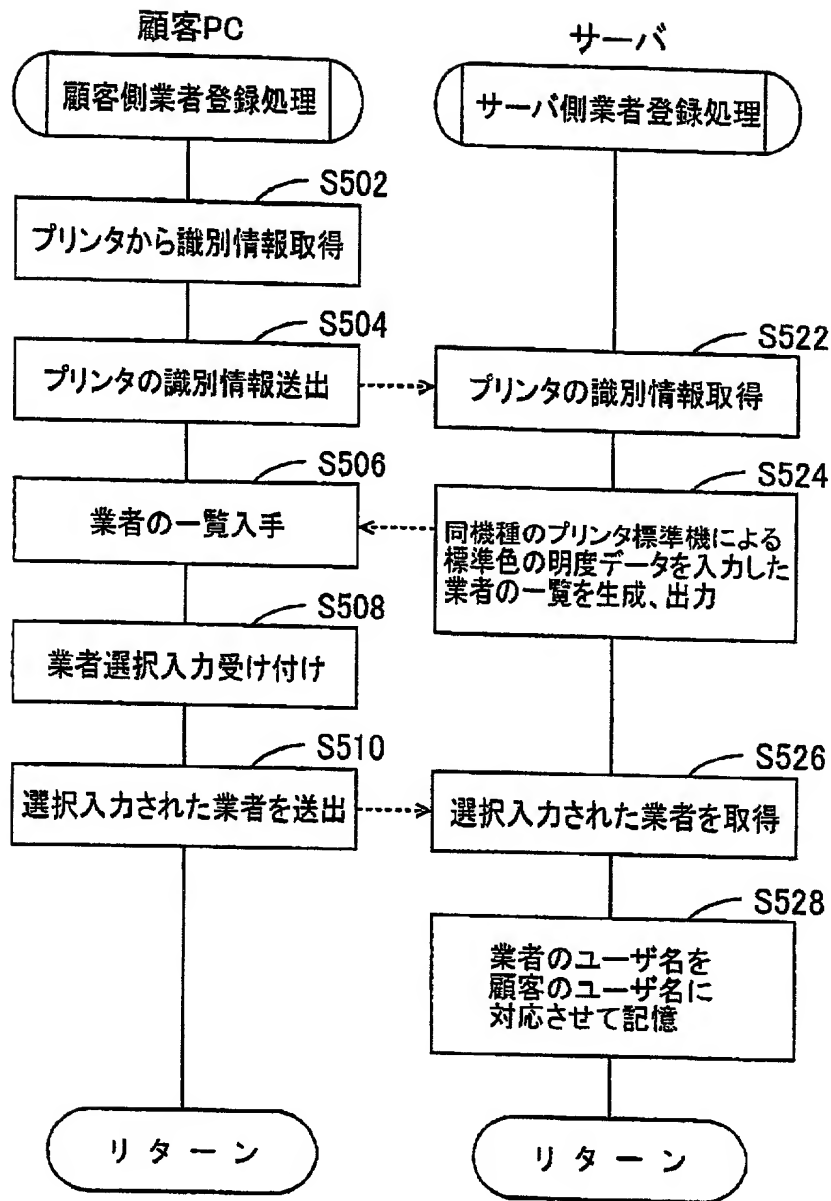 顧客PC
顧客側業者登録処理
S502
プリンタから識別情報取得
S504
プリンタの識別情報送出
S506
業者の一覧入手
S508
業者選択入力受け付け
S510
選択入力された業者を送出
リターン
サーバ
サーバ側業者登録処理
S522
プリンタの識別情報取得
S524
同機種のプリンタ標準機による
標準色の明度データを入力した
業者の一覧を生成、出力
S526
選択入力された業者を取得
S528
業者のユーザ名を
顧客のユーザ名に
対応させて記憶
リターン